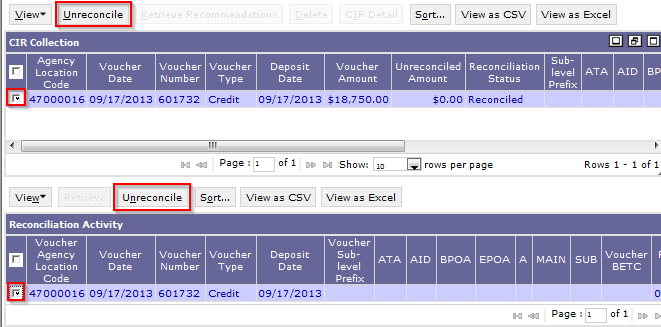 View Unreconcile Retrieve Recommendations Delete CIR Detail Sort... View as CSV View as Excel
CIR Collection
Agency Location Code Voucher Date Voucher Number Voucher Type Deposit Date Voucher Amount Unreconciled Amount Reconciliation Status Sub-level Prefix ATA AID BP
47000016 09/17/2013 601732 Credit 09/17/2013 $18,750.00 $0.00 Reconciled
Page : 1 of 1 Show: 10 rows per page Rows 1 - 1 of 1
View Retrieve Unreconcile Sort... View as CSV View as Excel
Reconciliation Activity
Voucher Agency Location Code Voucher Date Voucher Number Voucher Type Deposit Date Voucher Sub-level Prefix ATA AID BPOA EPOA A MAIN SUB Voucher BETC
47000016 09/17/2013 601732 Credit 09/17/2013 0
Page : 1 of 1